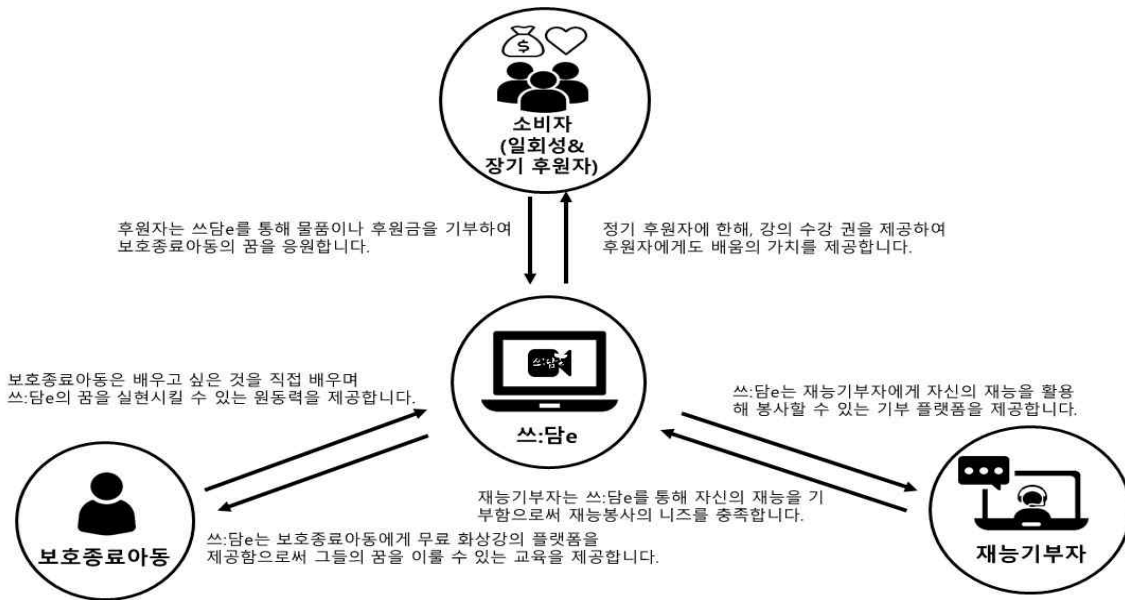 $
소비자
(일회성&
장기 후원자)
후원자는 쓰담e를 통해 물품이나 후원금을 기부하여
보호종료아동의 꿈을 응원합니다.
정기 후원자에 한해, 강의 수강 권을 제공하여
후원자에게도 배움의 가치를 제공합니다.
쓰:담e
쓰:담e
보호종료아동은 배우고 싶은 것을 직접 배우며
쓰:담e의 꿈을 실현시킬 수 있는 원동력을 제공합니다.
쓰:담e는 재능기부자에게 자신의 재능을 활용
해 봉사할 수 있는 기부 플랫폼을 제공합니다.
재능기부자는 쓰:담e를 통해 자신의 재능을 기
부함으로써 재능봉사의 니즈를 충족합니다.
쓰:담e는 보호종료아동에게 무료 화상강의 플랫폼을
제공함으로써 그들의 꿈을 이룰 수 있는 교육을 제공합니다.
보호종료아동
재능기부자